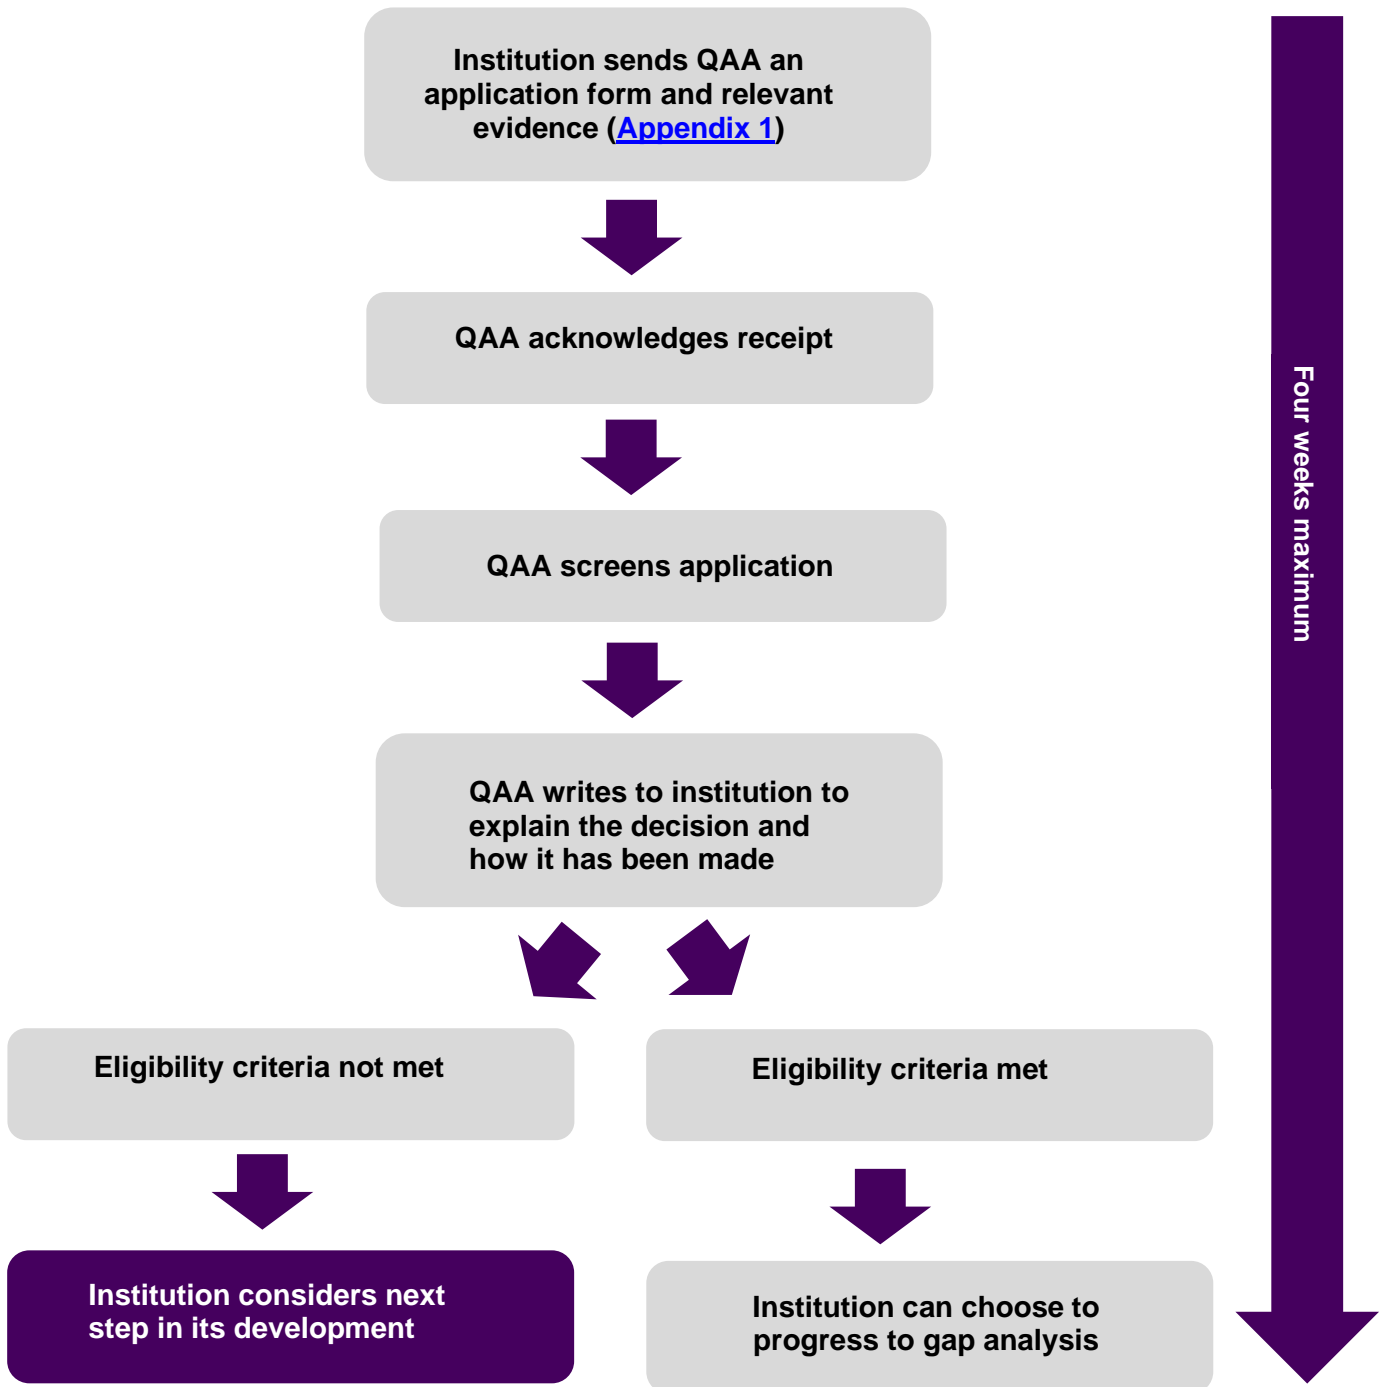 Institution sends QAA an
application form and relevant
evidence (Appendix 1)
QAA acknowledges receipt
Four weeks maximum
QAA screens application
QAA writes to institution to
explain the decision and
how it has been made
Eligibility criteria not met
Eligibility criteria met
Institution considers next
step in its development
Institution can choose to
progress to gap analysis